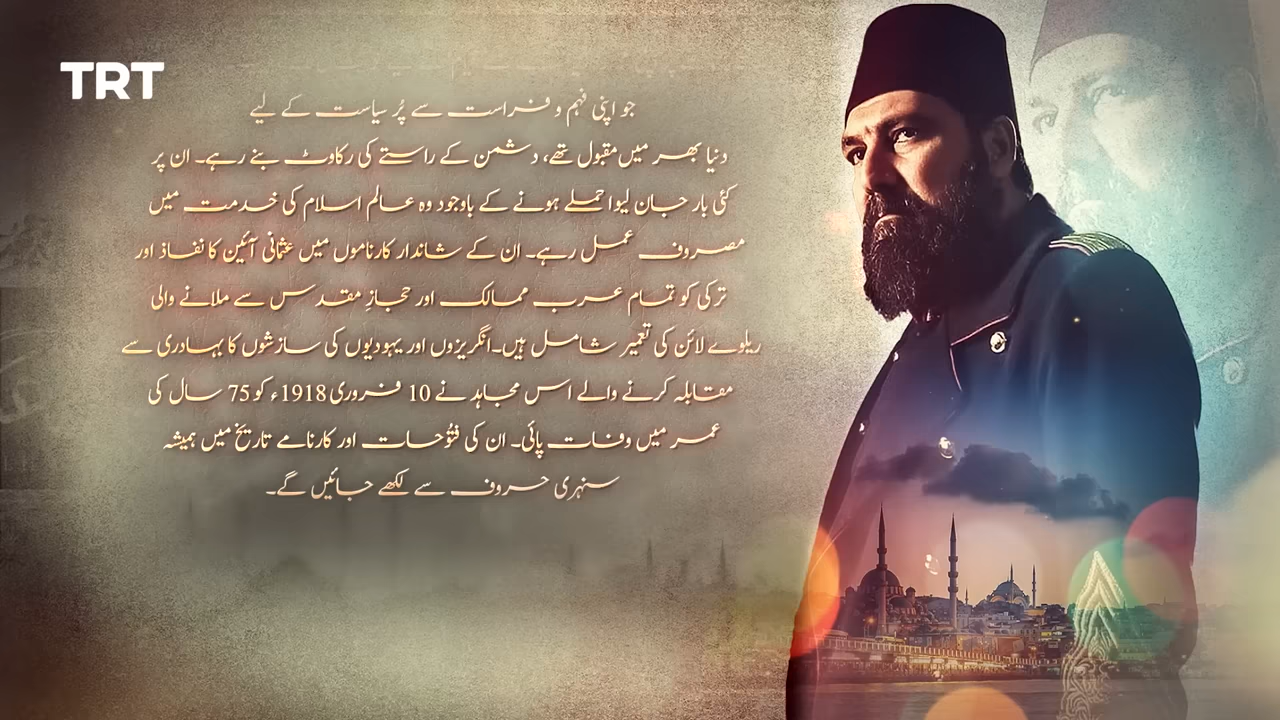 TRT
جو اپنی فہم و فراست سے پُر سیاست کے لیے
دنیا بھر میں مقبول تھے، دشمن کے راستے کی رکاوٹ بنے رہے۔ ان پر
کئی بار جان لیوا حملے ہونے کے باوجود وہ عالم اسلام کی خدمت میں
مصروف عمل رہے۔ ان کے شاندار کارناموں میں عثمانی آئین کا نفاذ اور
ترکی کو تمام عرب ممالک اور حجازِ مقدس سے ملانے والی
ریلوے لائن کی تعمیر شامل ہیں۔انگریزوں اور یہودیوں کی سازشوں کا بہادری سے
مقابلہ کرنے والے اس مجاہد نے 10 فروری 1918ء کو 75 سال کی
عمر میں وفات پائی۔ ان کی فتوُحات اور کارنامے تاریخ میں ہمیشہ
سنہری حروف سے لکھے جائیں گے۔